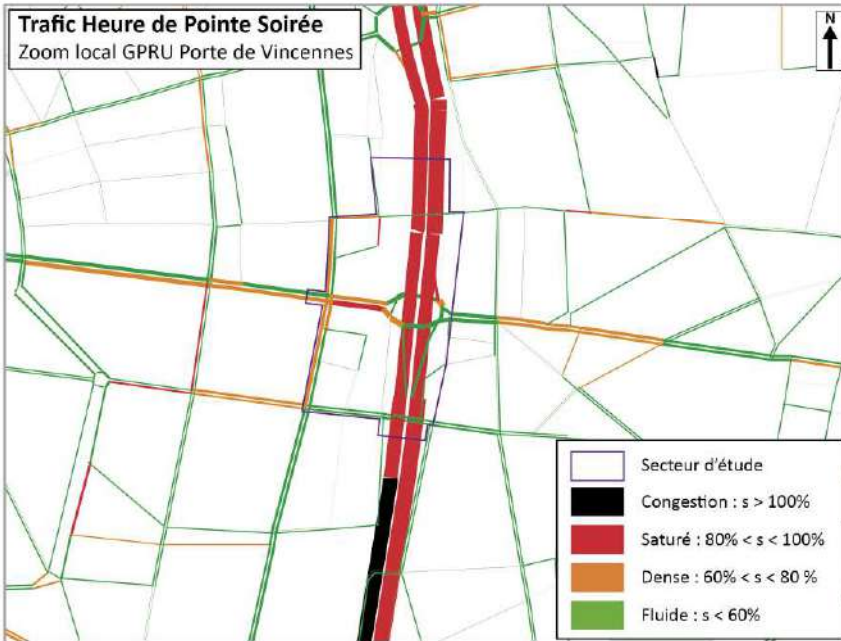 Trafic Heure de Pointe Soirée
Zoom local GPRU Porte de Vincennes
N
Secteur d'étude
Congestion : s > 100%
Saturé : 80% < s < 100%
Dense : 60% < s < 80 %
Fluide : s < 60%